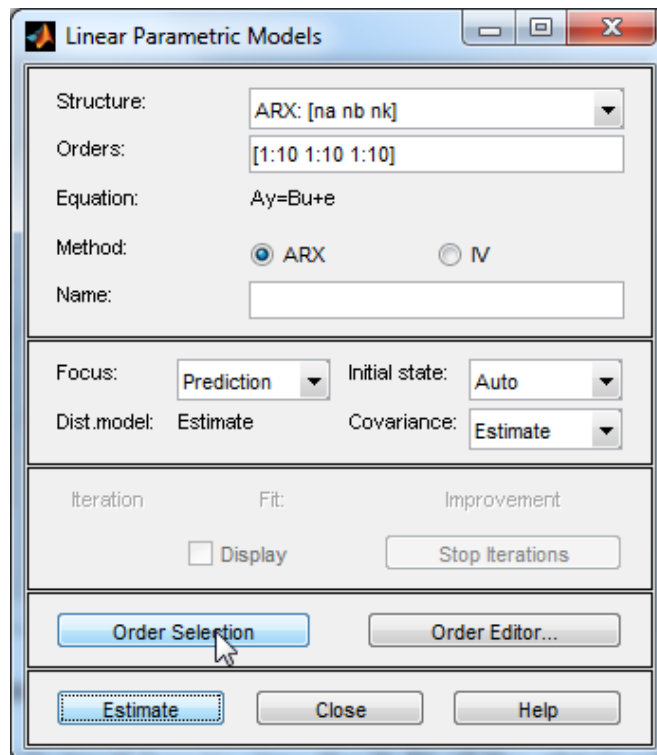 Linear Parametric Models
Structure: ARX: [na nb nk]
Orders: [1:10 1:10 1:10]
Equation: Ay=Bu+e
Method: ARX IV
Name:
Focus: Prediction Initial state: Auto
Dist.model: Estimate Covariance: Estimate
Iteration Fit: Improvement
Display Stop Iterations
Order Selection Order Editor...
Estimate Close Help